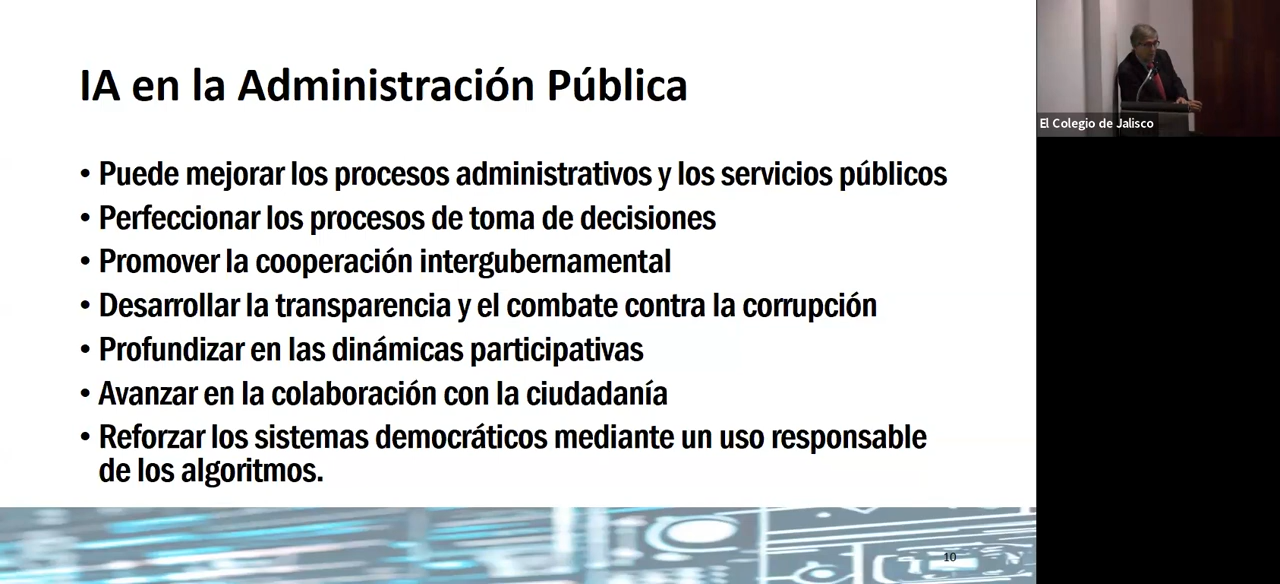 IA en la Administración Pública
• Puede mejorar los procesos administrativos y los servicios públicos
• Perfeccionar los procesos de toma de decisiones
• Promover la cooperación intergubernamental
• Desarrollar la transparencia y el combate contra la corrupción
• Profundizar en las dinámicas participativas
• Avanzar en la colaboración con la ciudadanía
• Reforzar los sistemas democráticos mediante un uso responsable
de los algoritmos.
10
El Colegio de Jalisco